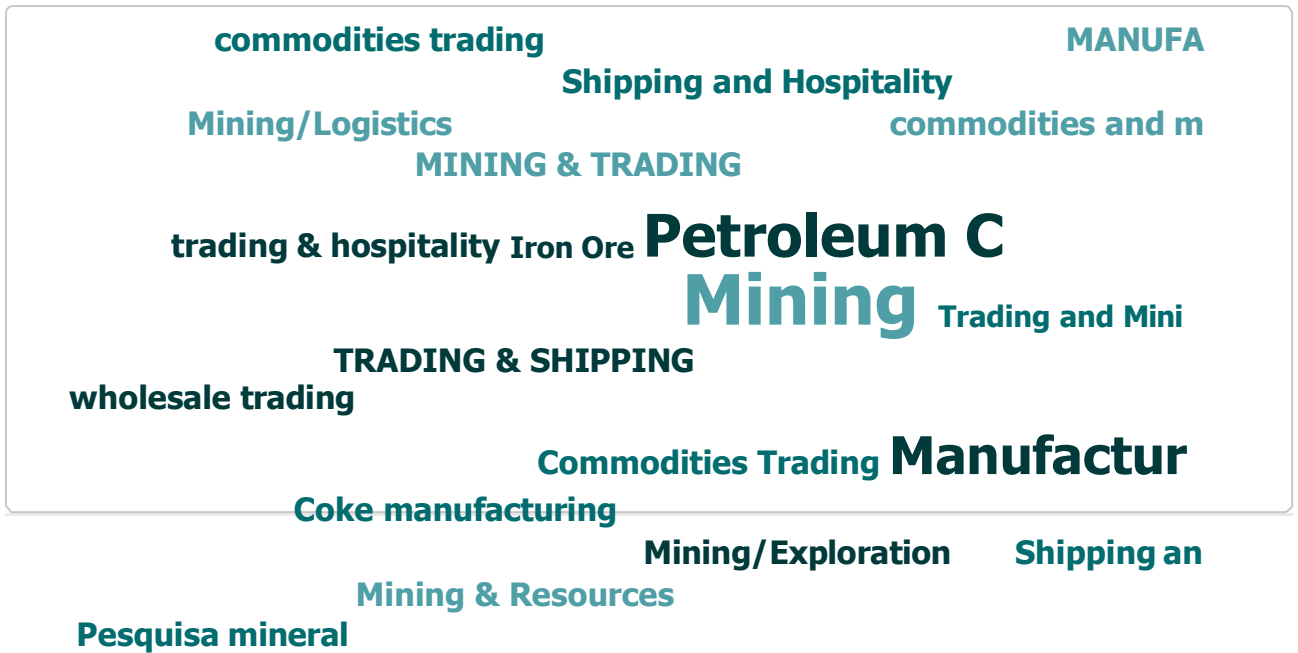 commodities trading MANUFA
Shipping and Hospitality
Mining/Logistics commodities and m
MINING & TRADING
trading & hospitality Iron Ore Petroleum C
Mining Trading and Mini
TRADING & SHIPPING
wholesale trading
Commodities Trading Manufactur
Coke manufacturing
Mining/Exploration Shipping an
Mining & Resources
Pesquisa mineral